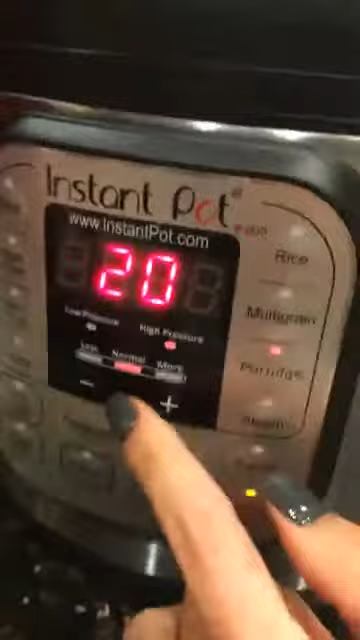 Instant Pot
www.InstantPot.com
20
Rice
Low Pressure
High Pressure
Multigrain
Less
Normal
More
Porridge
-
+